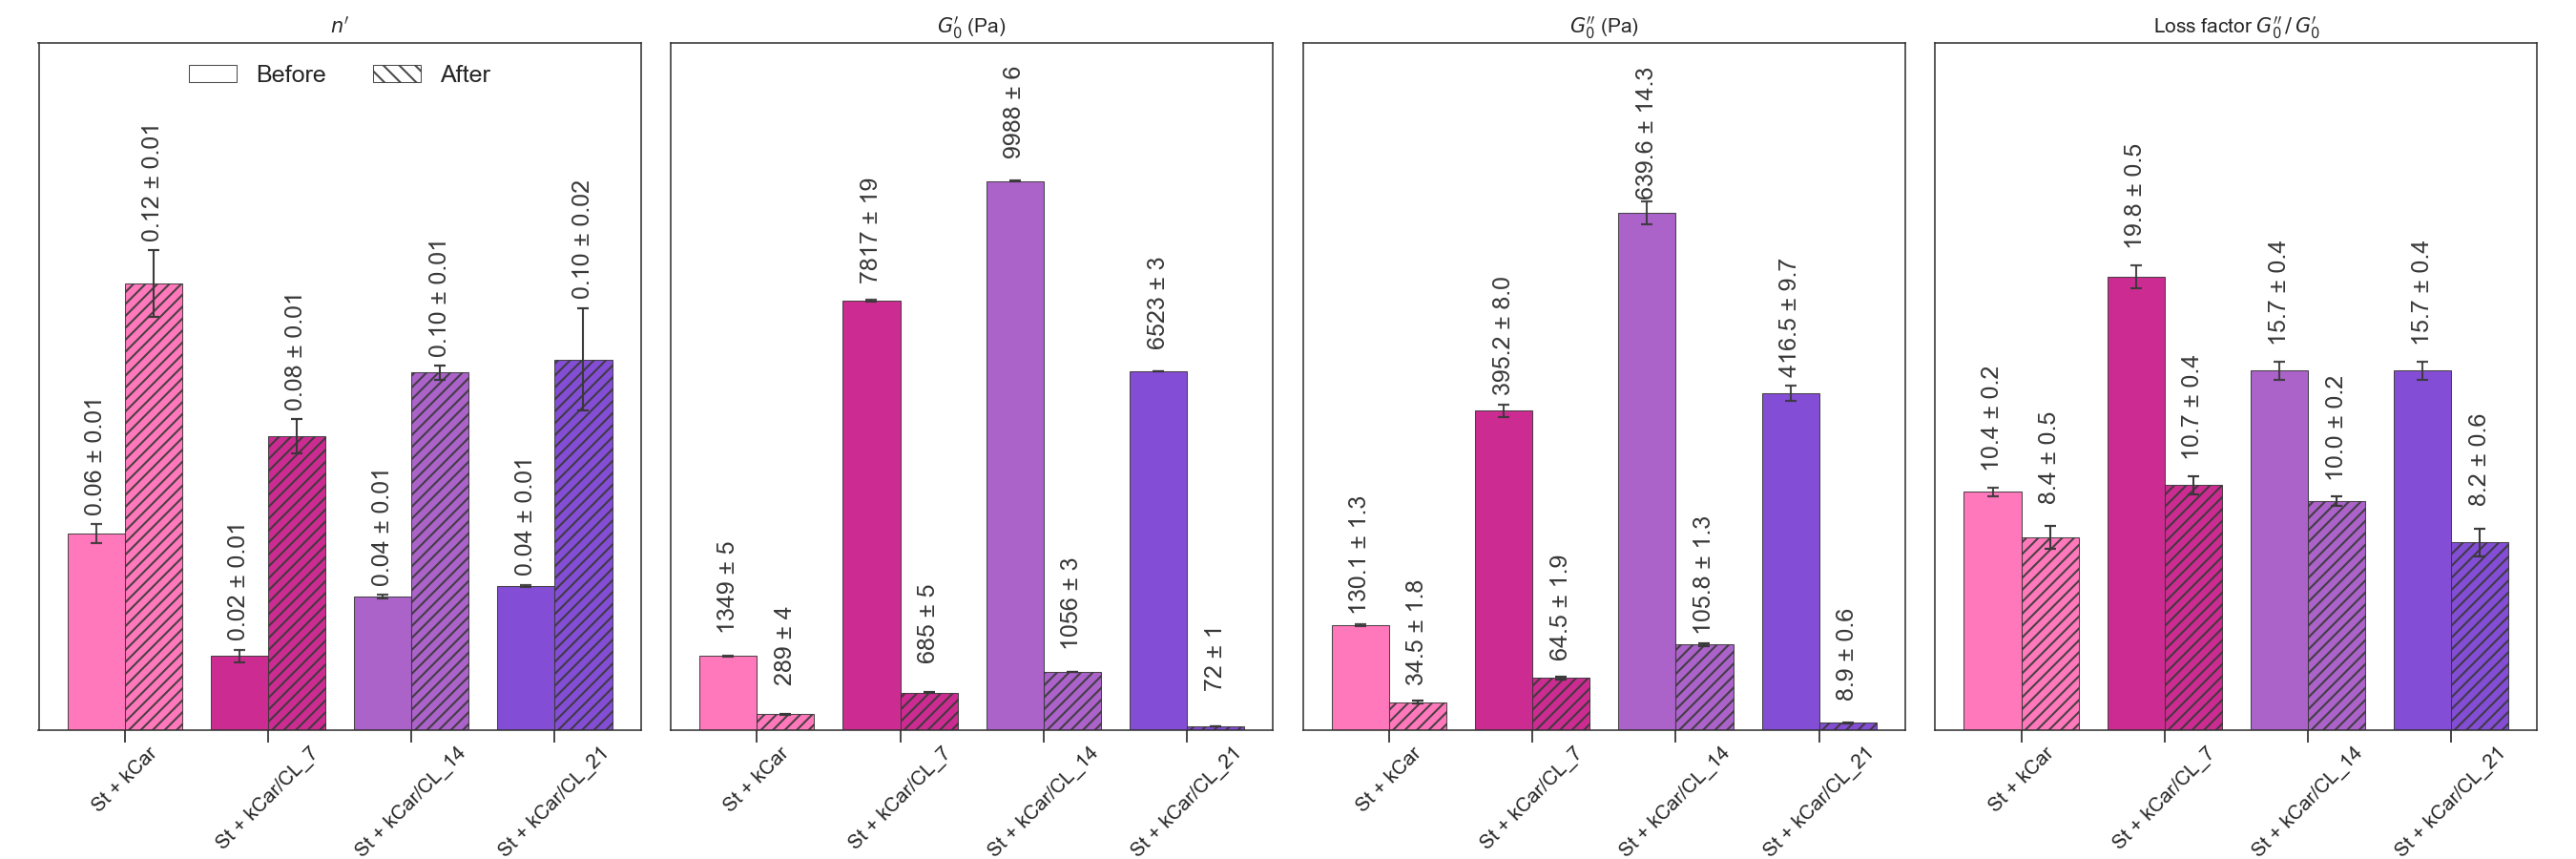 n′
Before
After
0.06 ± 0.01
0.12 ± 0.01
0.02 ± 0.01
0.08 ± 0.01
0.04 ± 0.01
0.10 ± 0.01
0.04 ± 0.01
0.10 ± 0.02
St + kCar
St + kCar/CL_7
St + kCar/CL_14
St + kCar/CL_21
G′₀ (Pa)
1349 ± 5
289 ± 4
7817 ± 19
685 ± 5
9988 ± 6
1056 ± 3
6523 ± 3
72 ± 1
St + kCar
St + kCar/CL_7
St + kCar/CL_14
St + kCar/CL_21
G″₀ (Pa)
130.1 ± 1.3
34.5 ± 1.8
395.2 ± 8.0
64.5 ± 1.9
639.6 ± 14.3
105.8 ± 1.3
416.5 ± 9.7
8.9 ± 0.6
St + kCar
St + kCar/CL_7
St + kCar/CL_14
St + kCar/CL_21
Loss factor G″₀ / G′₀
10.4 ± 0.2
8.4 ± 0.5
19.8 ± 0.5
10.7 ± 0.4
15.7 ± 0.4
10.0 ± 0.2
15.7 ± 0.4
8.2 ± 0.6
St + kCar
St + kCar/CL_7
St + kCar/CL_14
St + kCar/CL_21